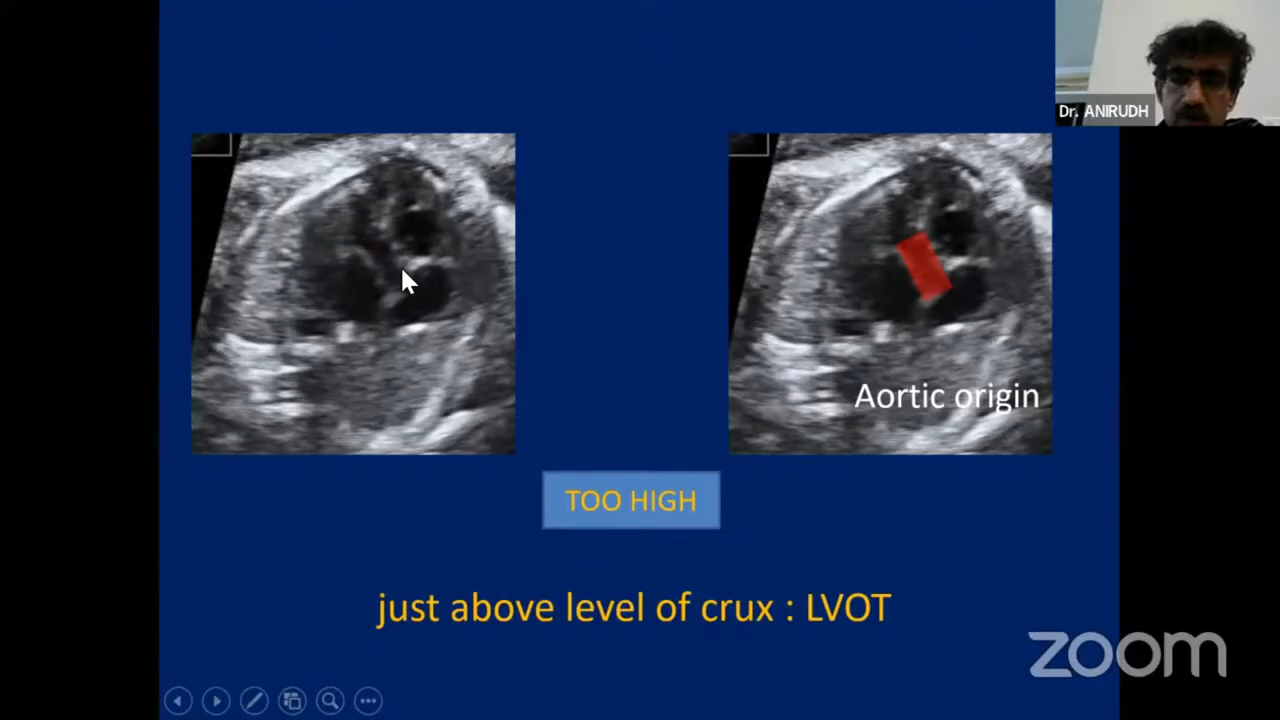 Dr. ANIRUDH
Aortic origin
TOO HIGH
just above level of crux : LVOT
zoom